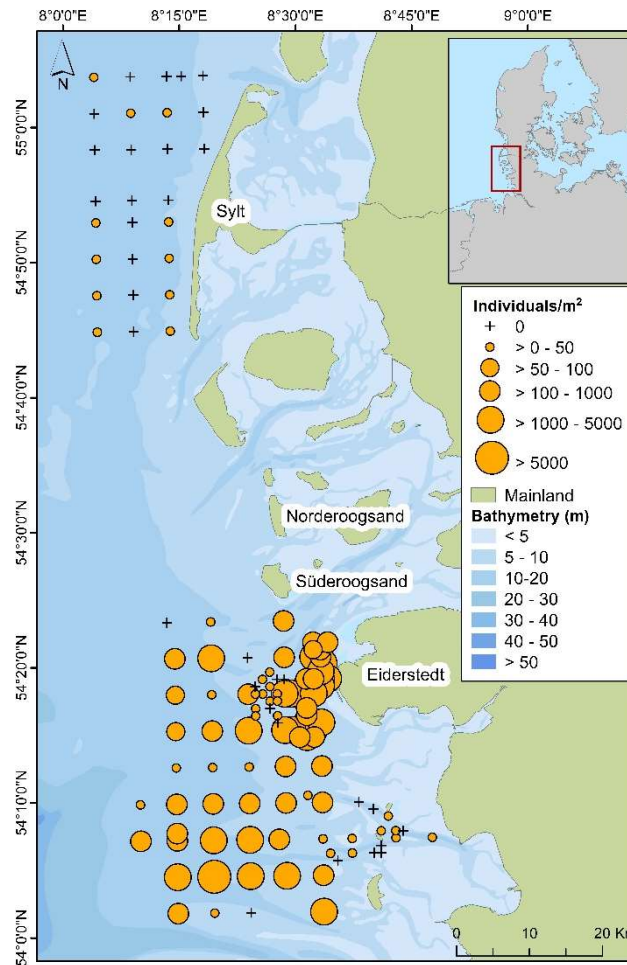 8°0'0"E 8°15'0"E 8°30'0"E 8°45'0"E 9°0'0"E
N
55°0'0"N
54°50'0"N
54°40'0"N
54°30'0"N
54°20'0"N
54°10'0"N
54°0'0"N
Sylt
Norderoogsand
Süderoogsand
Eiderstedt
Individuals/m²
0
> 0 - 50
> 50 - 100
> 100 - 1000
> 1000 - 5000
> 5000
Mainland
Bathymetry (m)
< 5
5 - 10
10-20
20 - 30
30 - 40
40 - 50
> 50
0 10 20 Km